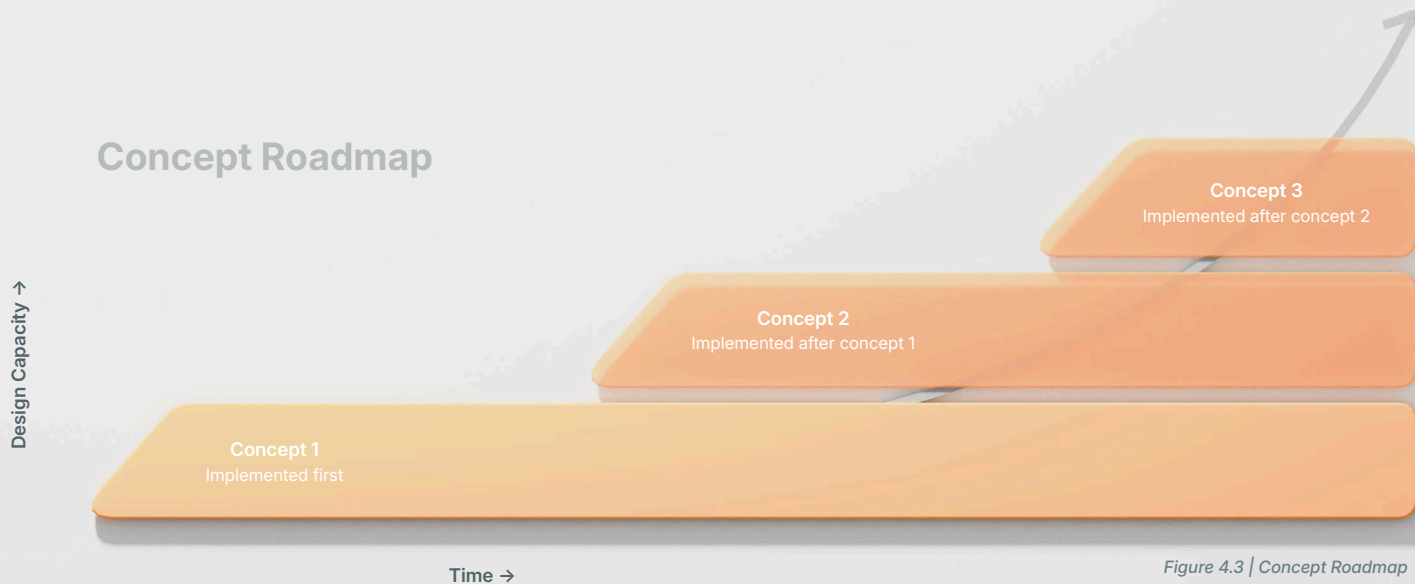 Concept Roadmap
Concept 3
Implemented after concept 2
Concept 2
Implemented after concept 1
Concept 1
Implemented first
Design Capacity →
Time →
Figure 4.3 | Concept Roadmap